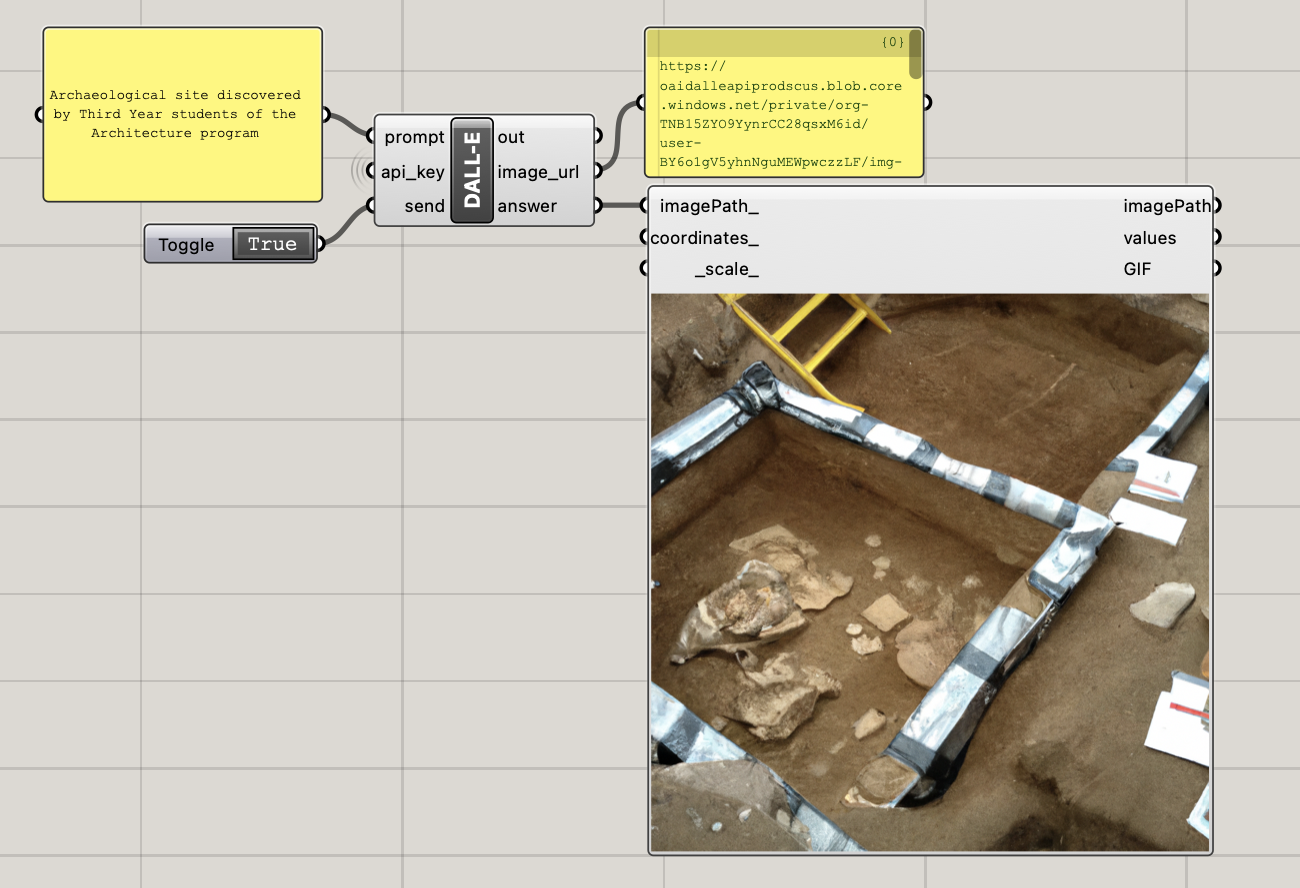 Archaeological site discovered
by Third Year students of the
Architecture program
Toggle
True
prompt
api_key
send
DALL-E
out
image_url
answer
{0}
https://
oaidalleapiprodscus.blob.core
.windows.net/private/org-
TNB15ZYO9YynrCC28qsxM6id/
user-
BY6o1gV5yhnNguMEWpwczzLF/img-
imagePath_
coordinates_
_scale_
imagePath
values
GIF